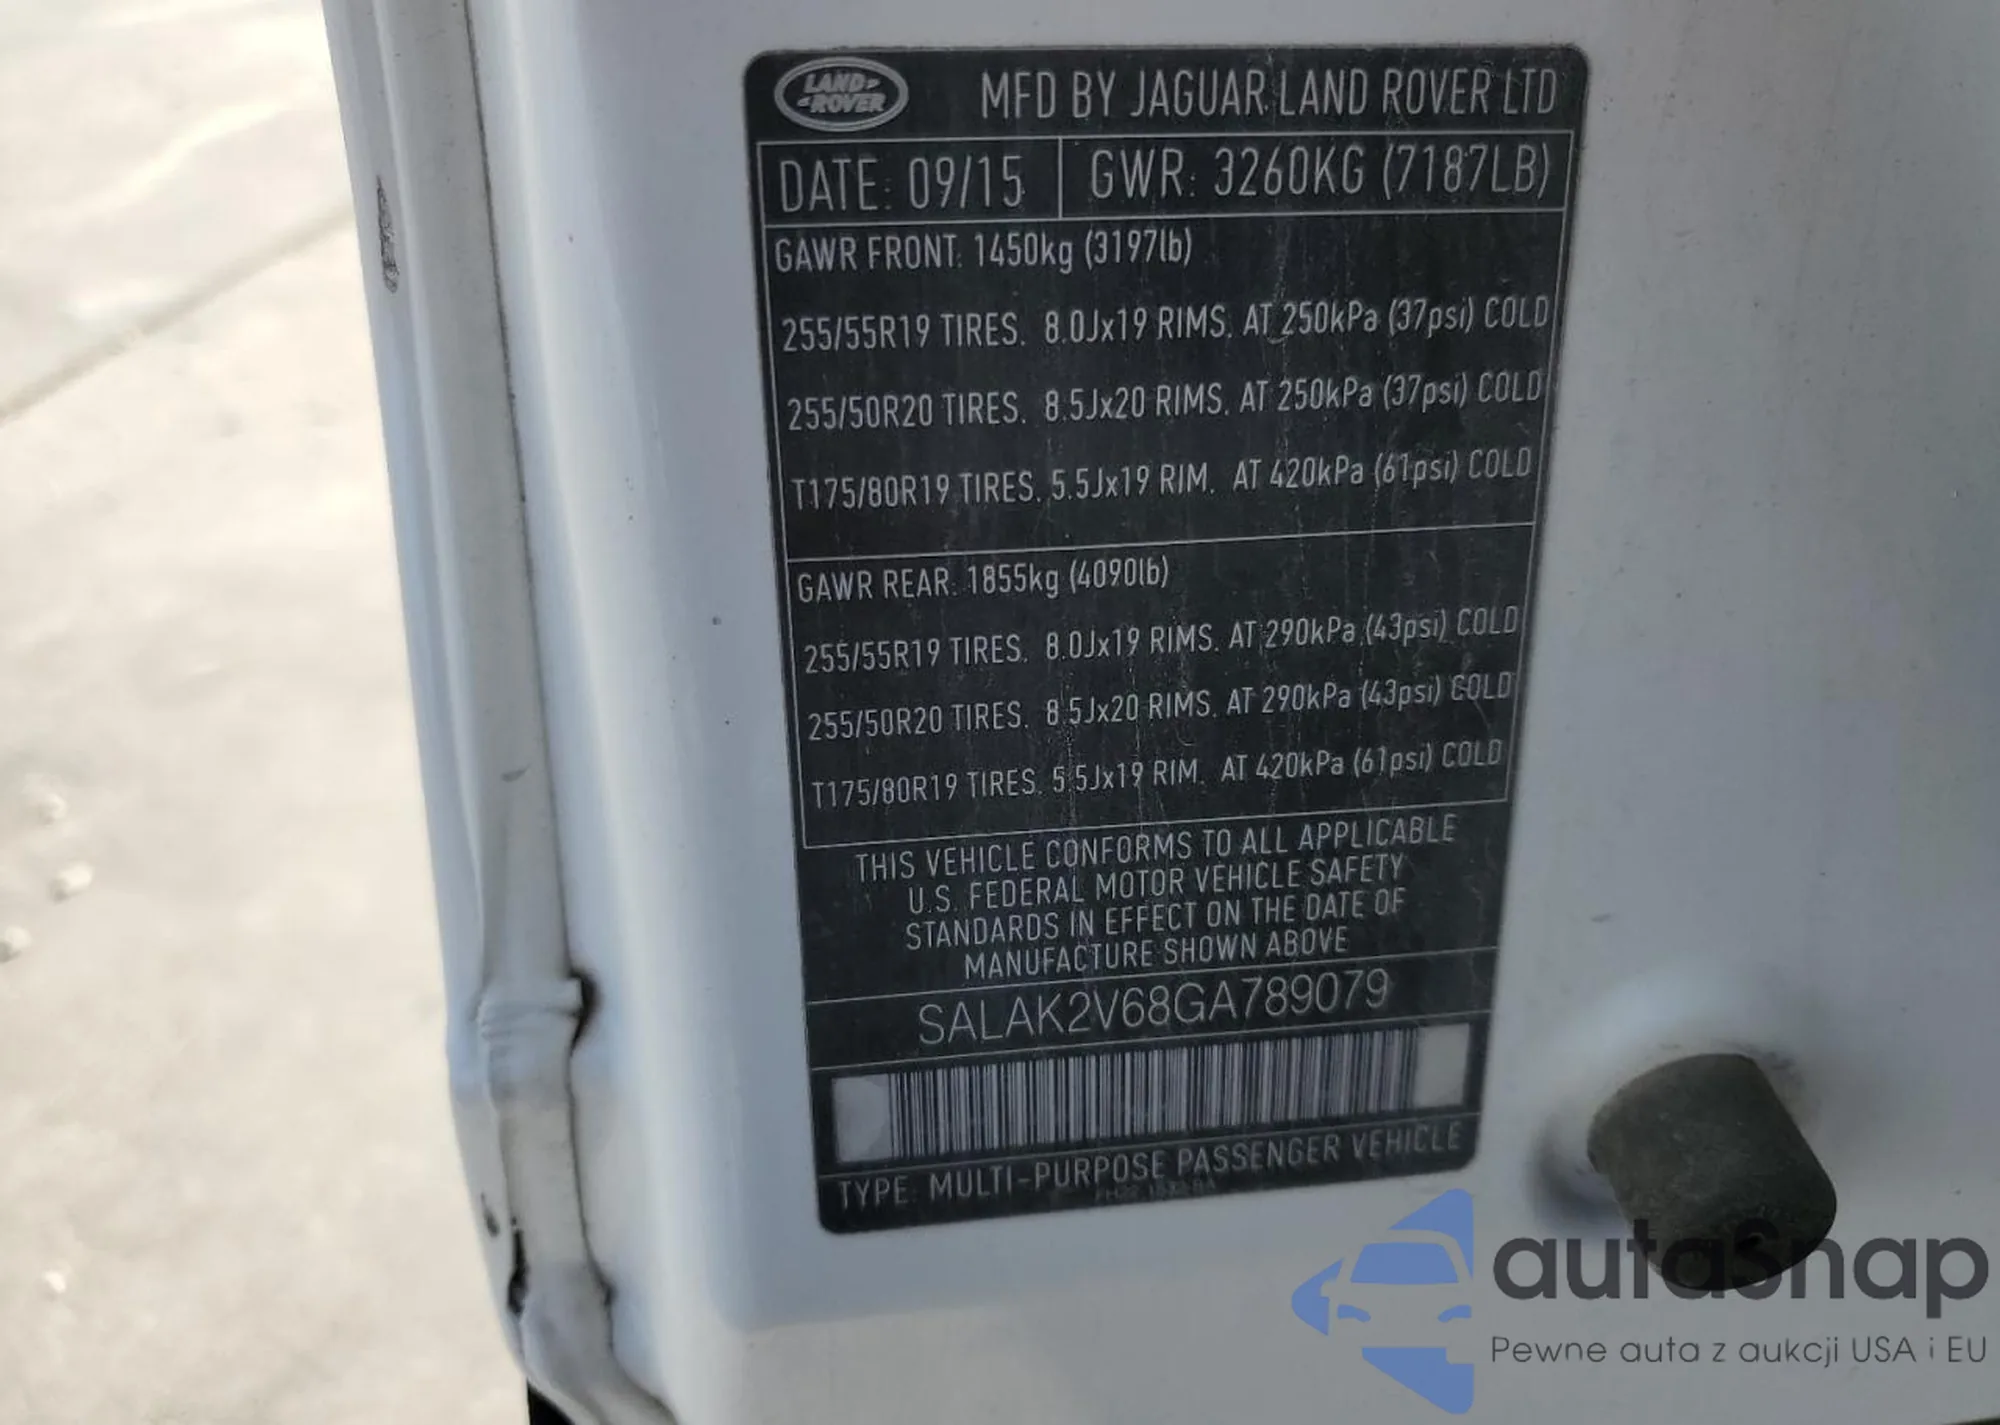 LAND ROVER
MFD BY JAGUAR LAND ROVER LTD
DATE: 09/15 GWR: 3260KG (7187LB)
GAWR FRONT: 1450kg (3197lb)
255/55R19 TIRES. 8.0Jx19 RIMS. AT 250kPa (37psi) COLD
255/50R20 TIRES. 8.5Jx20 RIMS. AT 250kPa (37psi) COLD
T175/80R19 TIRES. 5.5Jx19 RIM. AT 420kPa (61psi) COLD
GAWR REAR: 1855kg (4090lb)
255/55R19 TIRES. 8.0Jx19 RIMS. AT 290kPa (43psi) COLD
255/50R20 TIRES. 8.5Jx20 RIMS. AT 290kPa (43psi) COLD
T175/80R19 TIRES. 5.5Jx19 RIM. AT 420kPa (61psi) COLD
THIS VEHICLE CONFORMS TO ALL APPLICABLE
U.S. FEDERAL MOTOR VEHICLE SAFETY
STANDARDS IN EFFECT ON THE DATE OF
MANUFACTURE SHOWN ABOVE
SALAK2V68GA789079
TYPE: MULTI-PURPOSE PASSENGER VEHICLE
autasnap
Pewne auta z aukcji USA i EU